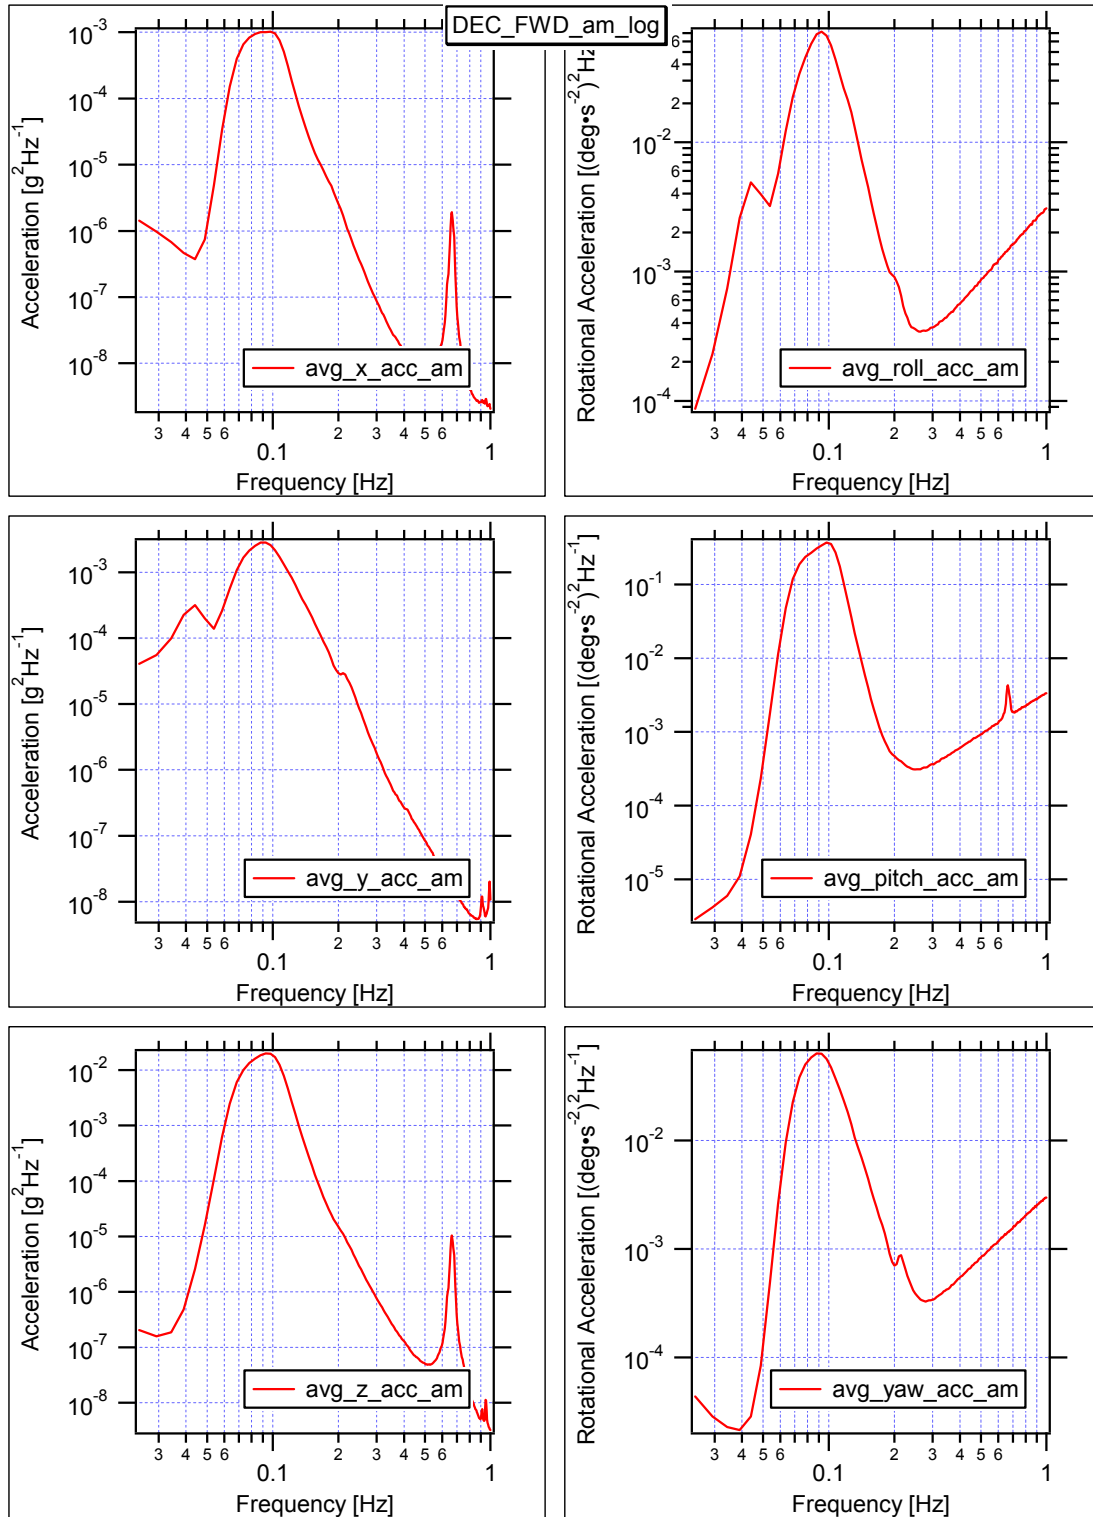 DEC_FWD_am_log
Acceleration [g²Hz⁻¹]
10⁻³
10⁻⁴
10⁻⁵
10⁻⁶
10⁻⁷
10⁻⁸
avg_x_acc_am
3 4 5 6 2 3 4 5 6
0.1 1
Frequency [Hz]
Rotational Acceleration [(deg•s⁻²)²Hz
6
4
2
10⁻²
6
4
2
10⁻³
6
4
2
10⁻⁴
avg_roll_acc_am
3 4 5 6 2 3 4 5 6
0.1 1
Frequency [Hz]
Acceleration [g²Hz⁻¹]
10⁻³
10⁻⁴
10⁻⁵
10⁻⁶
10⁻⁷
10⁻⁸
avg_y_acc_am
3 4 5 6 2 3 4 5 6
0.1 1
Frequency [Hz]
Rotational Acceleration [(deg•s⁻²)²Hz⁻¹]
10⁻¹
10⁻²
10⁻³
10⁻⁴
10⁻⁵
avg_pitch_acc_am
3 4 5 6 2 3 4 5 6
0.1 1
Frequency [Hz]
Acceleration [g²Hz⁻¹]
10⁻²
10⁻³
10⁻⁴
10⁻⁵
10⁻⁶
10⁻⁷
10⁻⁸
avg_z_acc_am
3 4 5 6 2 3 4 5 6
0.1 1
Frequency [Hz]
Rotational Acceleration [(deg•s⁻²)²Hz⁻¹]
10⁻²
10⁻³
10⁻⁴
avg_yaw_acc_am
3 4 5 6 2 3 4 5 6
0.1 1
Frequency [Hz]